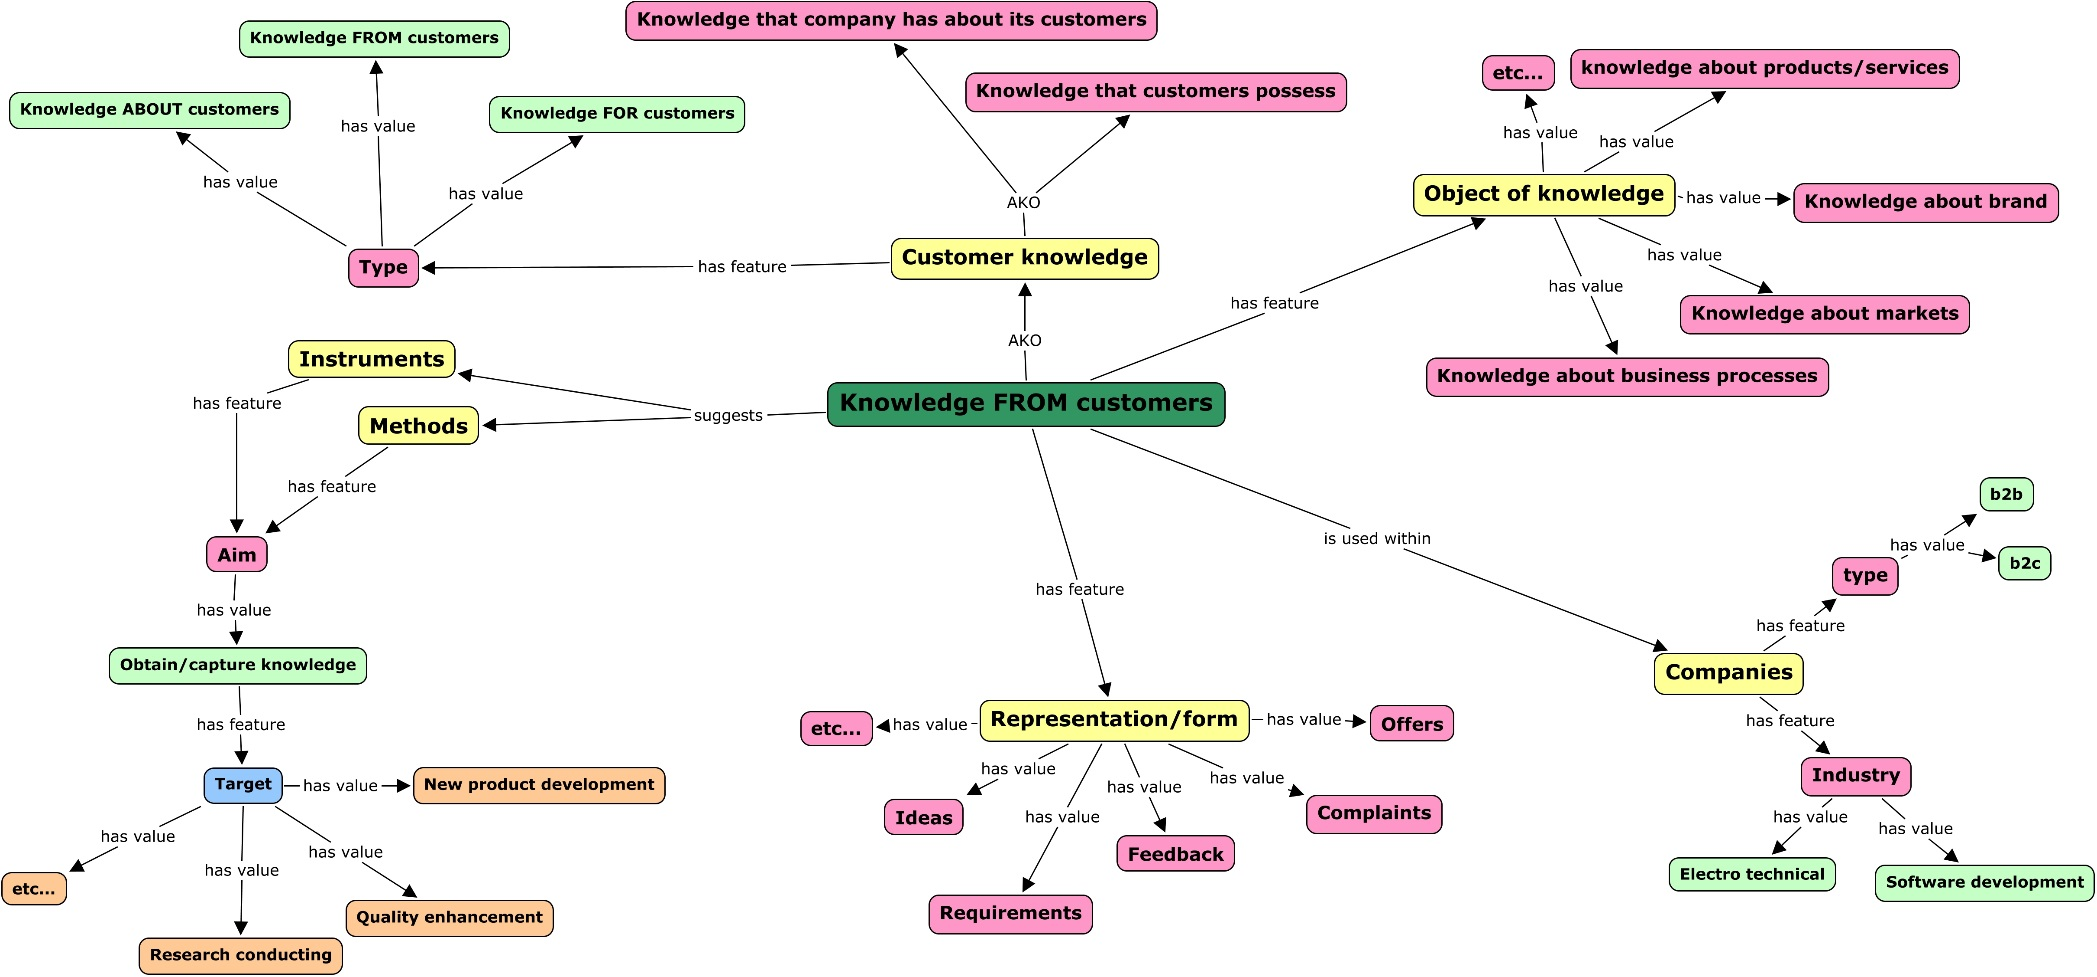 Knowledge that company has about its customers
Knowledge FROM customers
etc...
knowledge about products/services
Knowledge that customers possess
Knowledge ABOUT customers
Knowledge FOR customers
has value
has value
has value
has value
has value
Object of knowledge
has value
Knowledge about brand
AKO
Customer knowledge
has value
Type
has feature
has value
has feature
Knowledge about markets
AKO
Instruments
Knowledge about business processes
has feature
Knowledge FROM customers
suggests
Methods
has feature
b2b
is used within
has value
Aim
b2c
type
has feature
has value
has feature
Obtain/capture knowledge
Companies
has feature
has feature
etc...
has value
Representation/form
has value
Offers
has value
has value
Industry
Target
has value
New product development
has value
Ideas
has value
Complaints
has value
has value
has value
has value
has value
Feedback
has value
Electro technical
Software development
etc...
Quality enhancement
Requirements
Research conducting